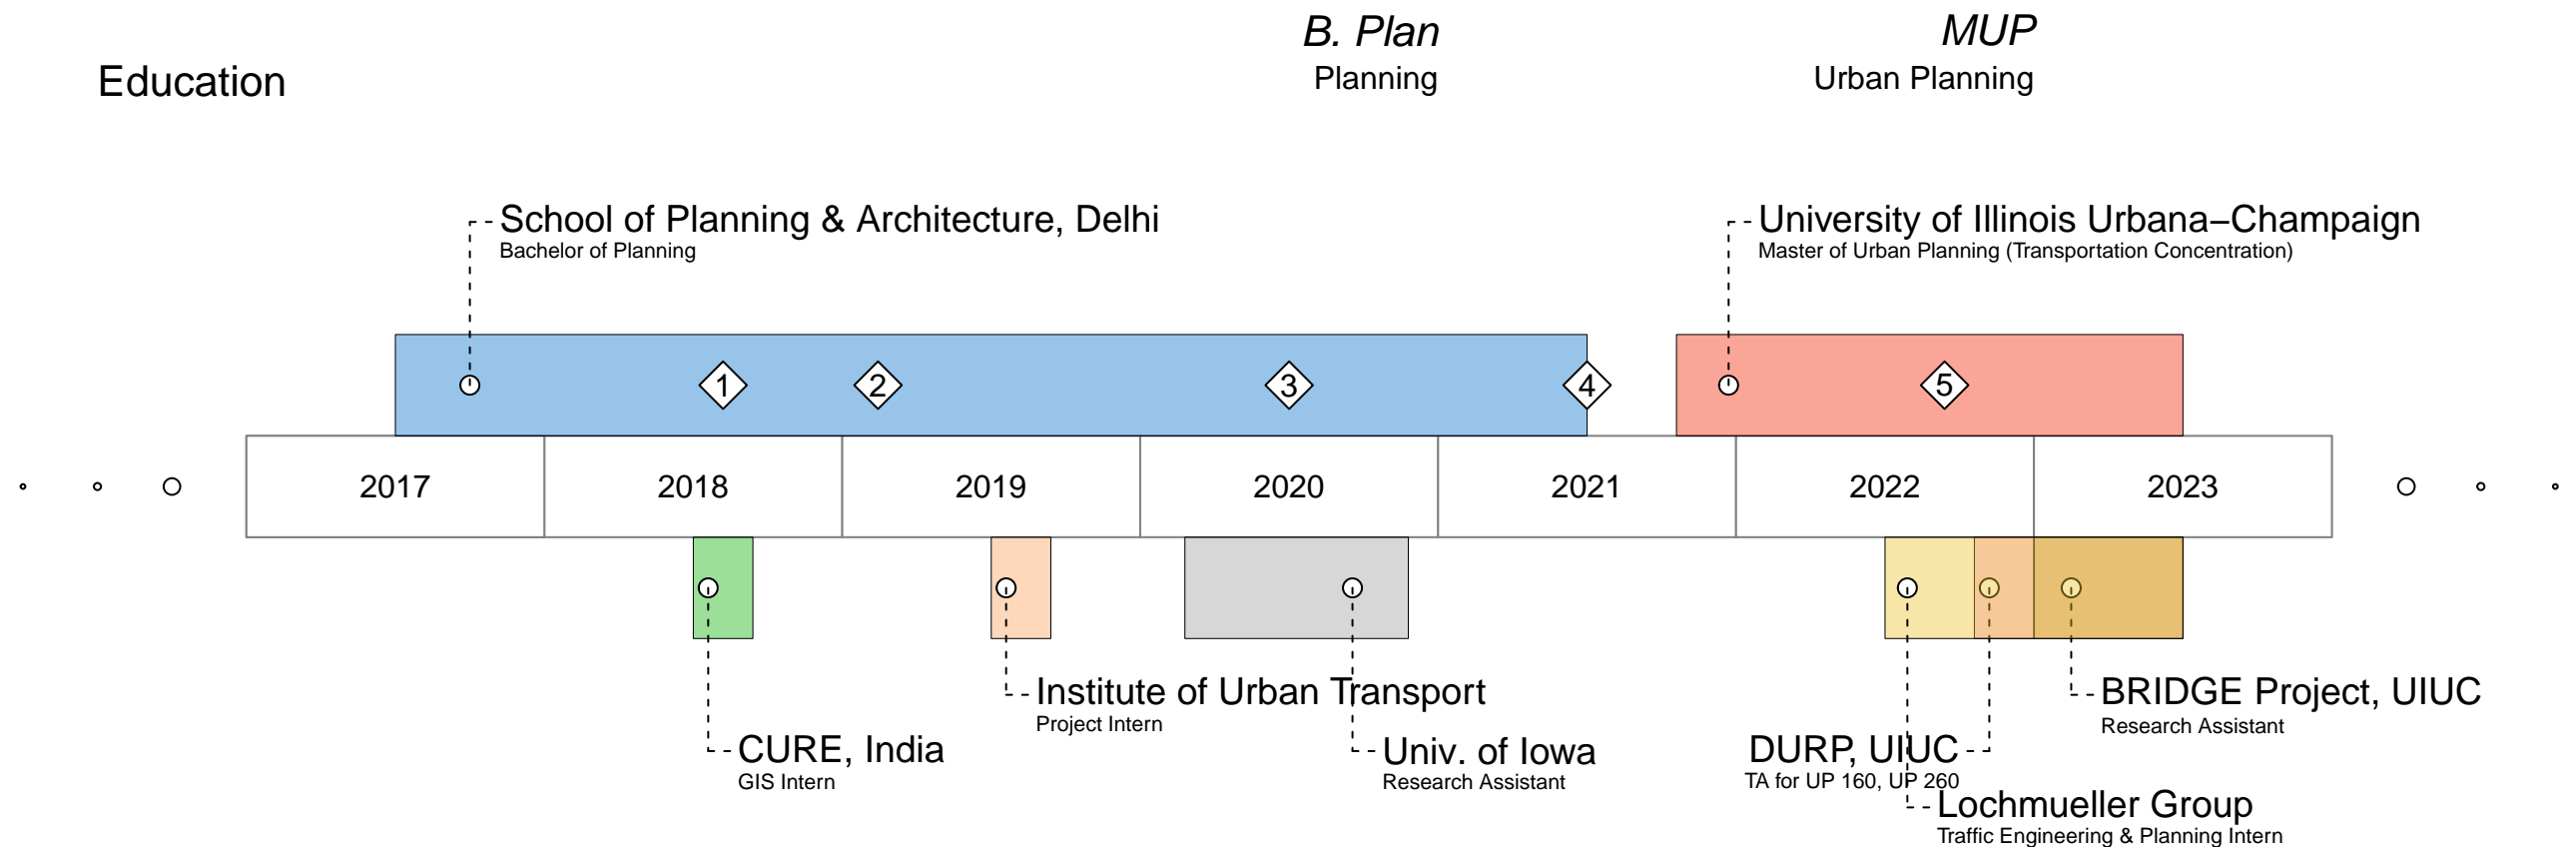 B. Plan
MUP
Education
Planning
Urban Planning
School of Planning & Architecture, Delhi
Bachelor of Planning
University of Illinois Urbana–Champaign
Master of Urban Planning (Transportation Concentration)
1
2
3
4
5
2017
2018
2019
2020
2021
2022
2023
Institute of Urban Transport
Project Intern
BRIDGE Project, UIUC
Research Assistant
CURE, India
GIS Intern
Univ. of Iowa
Research Assistant
DURP, UIUC
TA for UP 160, UP 260
Lochmueller Group
Traffic Engineering & Planning Intern